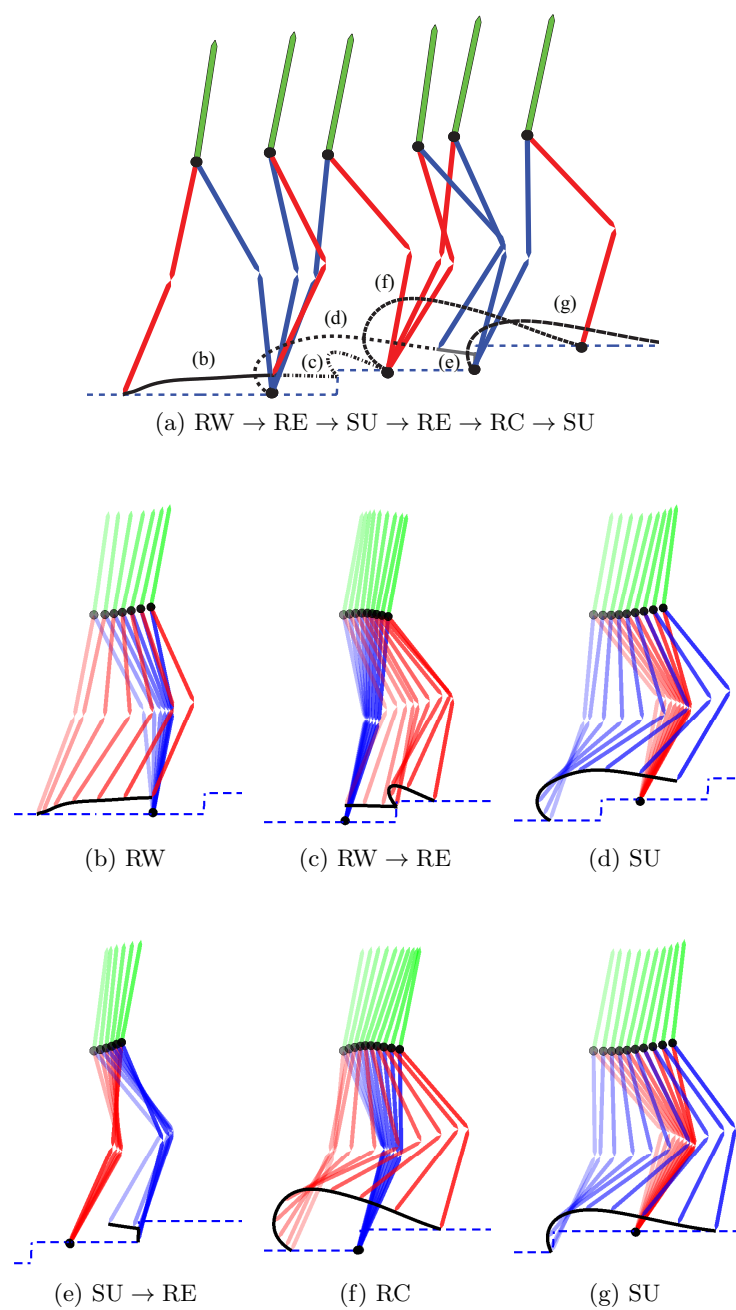 (f)
(g)
(d)
(b)
(c)
(e)
(a) RW → RE → SU → RE → RC → SU
(b) RW
(c) RW → RE
(d) SU
(e) SU → RE
(f) RC
(g) SU